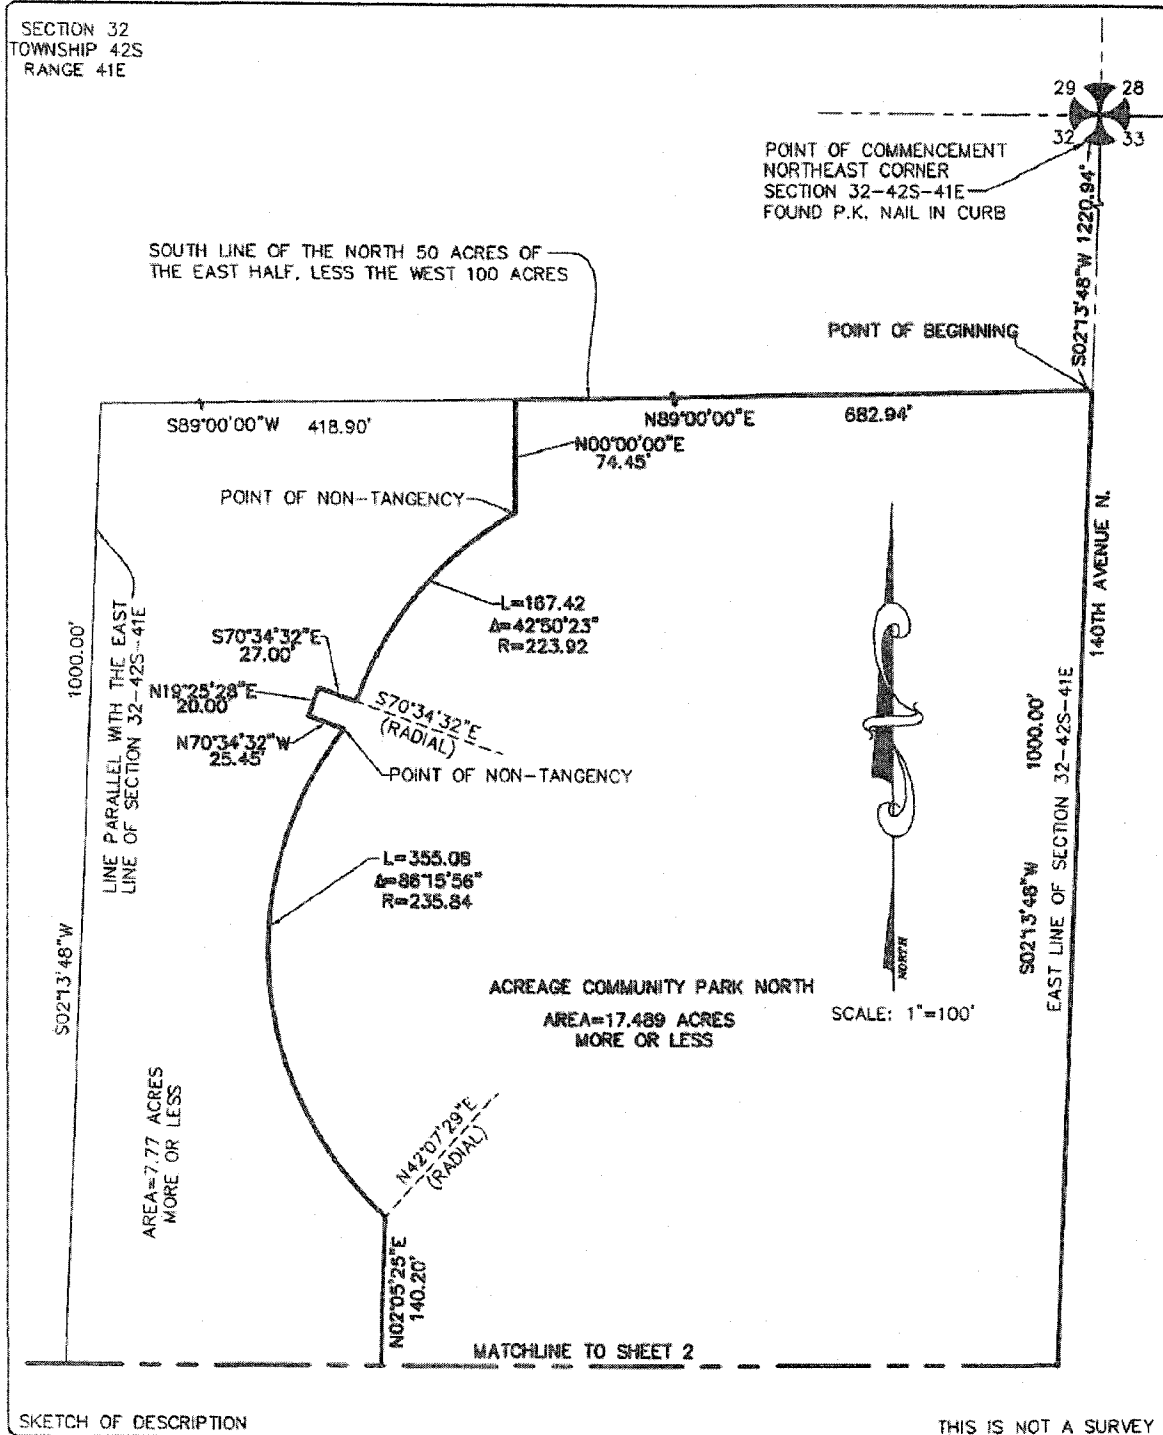 SECTION 32
TOWNSHIP 42S
RANGE 41E
29
28
32
33
POINT OF COMMENCEMENT
NORTHEAST CORNER
SECTION 32-42S-41E
FOUND P.K. NAIL IN CURB
S02°13'48"W 1220.94'
SOUTH LINE OF THE NORTH 50 ACRES OF
THE EAST HALF, LESS THE WEST 100 ACRES
POINT OF BEGINNING
S89°00'00"W 418.90'
N89°00'00"E
682.94'
N00°00'00"E
74.45'
POINT OF NON-TANGENCY
140TH AVENUE N.
L=167.42
Δ=42°50'23"
R=223.92
1000.00'
LINE PARALLEL WITH THE EAST
LINE OF SECTION 32-42S-41E
S70°34'32"E
27.00'
N19°25'28"E
20.00'
S70°34'32"E
(RADIAL)
N70°34'32"W
25.45'
POINT OF NON-TANGENCY
1000.00'
L=355.08
Δ=86°15'56"
R=235.84
S02°13'48"W
S02°13'48"W
EAST LINE OF SECTION 32-42S-41E
NORTH
ACREAGE COMMUNITY PARK NORTH
AREA=17.489 ACRES
MORE OR LESS
SCALE: 1"=100'
AREA=7.77 ACRES
MORE OR LESS
N42°07'29"E
(RADIAL)
N02°05'25"E
140.20'
MATCHLINE TO SHEET 2
SKETCH OF DESCRIPTION
THIS IS NOT A SURVEY